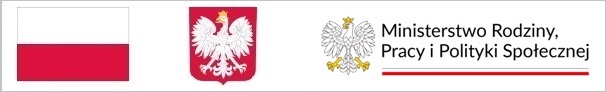 Ministerstwo Rodziny,
Pracy i Polityki Społecznej